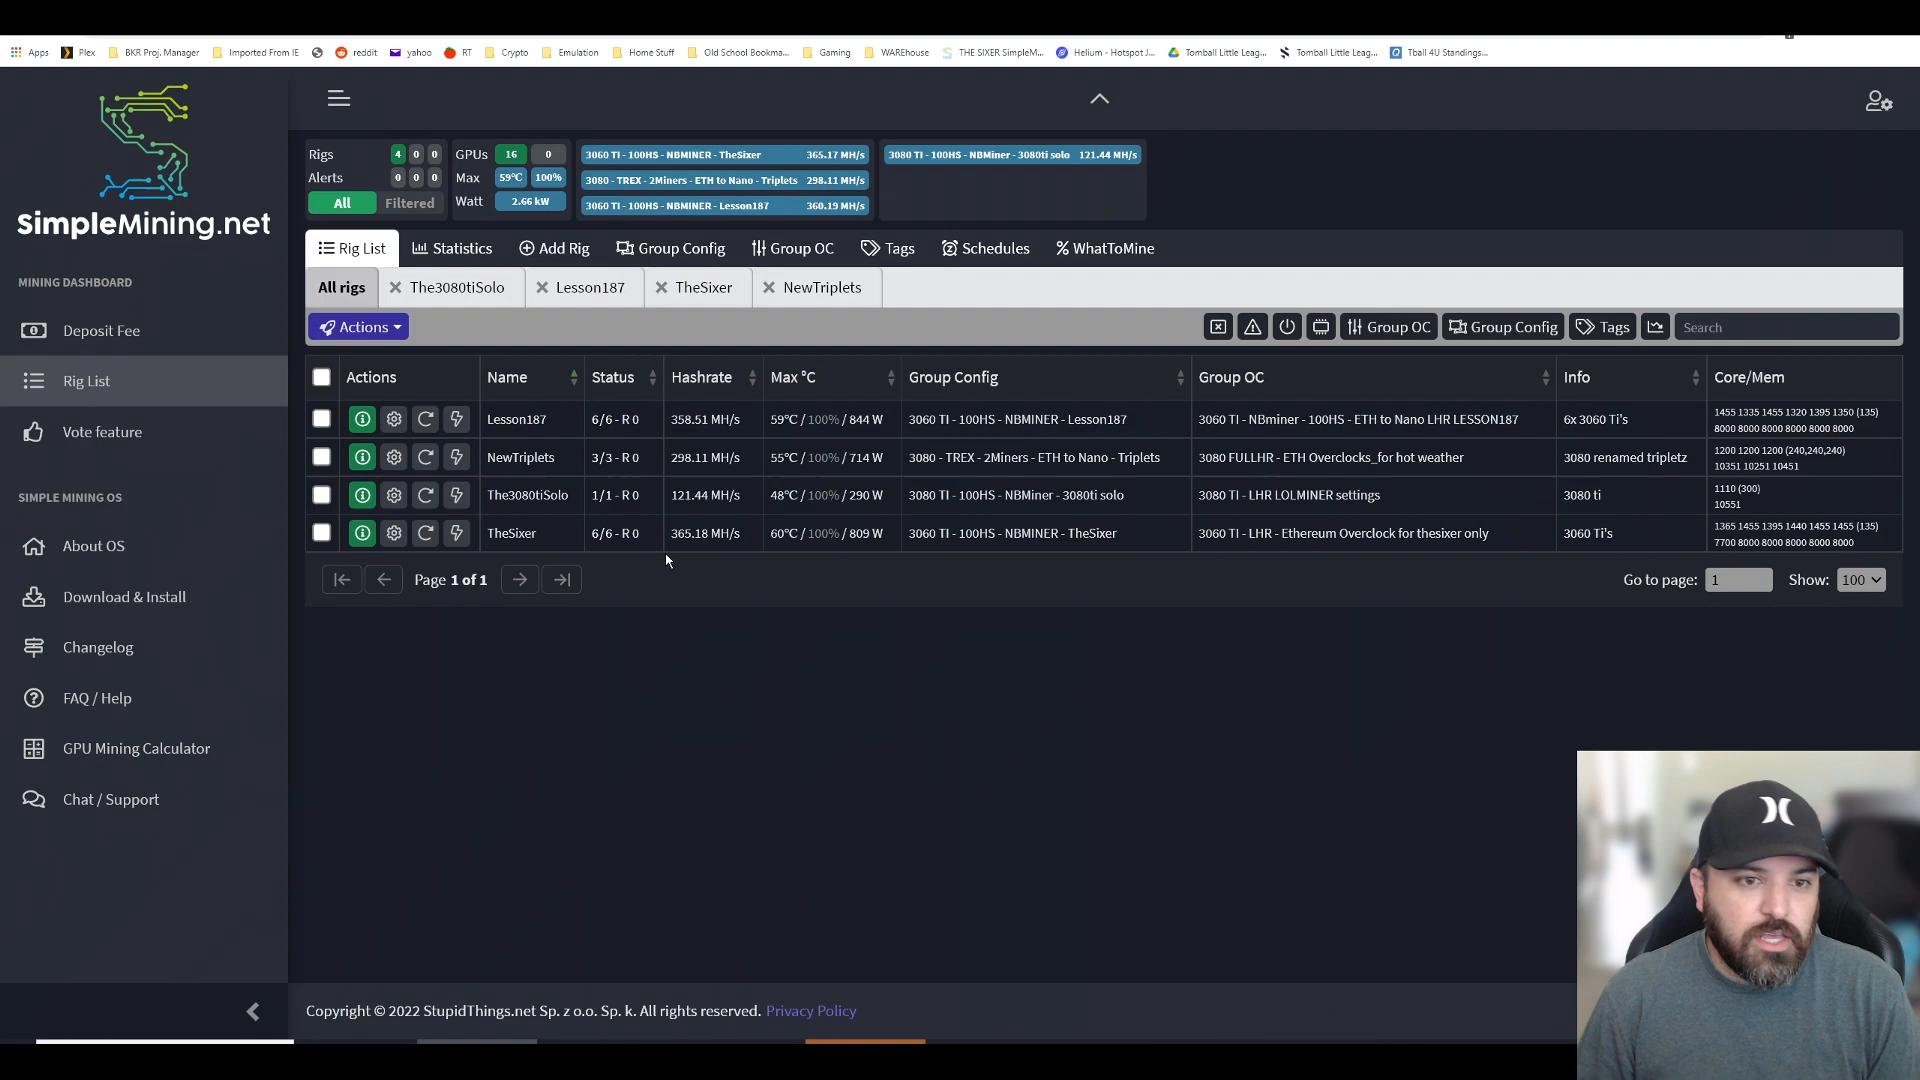 Apps Plex BKR Proj. Manager Imported From IE reddit yahoo RT Crypto Emulation Home Stuff Old School Bookma... Gaming WAREhouse THE SIXER SimpleM... Helium - Hotspot J... Tomball Little Leag... Tomball Little Leag... Tball 4U Standings...
SimpleMining.net
MINING DASHBOARD
Deposit Fee
Rig List
Vote feature
SIMPLE MINING OS
About OS
Download & Install
Changelog
FAQ / Help
GPU Mining Calculator
Chat / Support
Rigs 4 0 0
Alerts 0 0 0
All Filtered
GPUs 16 0
Max 59°C 100%
Watt 2.66 kW
3060 TI - 100HS - NBMINER - TheSixer 365.17 MH/s
3080 - TREX - 2Miners - ETH to Nano - Triplets 298.11 MH/s
3060 TI - 100HS - NBMINER - Lesson187 360.19 MH/s
3080 TI - 100HS - NBMiner - 3080ti solo 121.44 MH/s
Rig List Statistics Add Rig Group Config Group OC Tags Schedules WhatToMine
All rigs The3080tiSolo Lesson187 TheSixer NewTriplets
Actions Group OC Group Config Tags Search
Actions Name Status Hashrate Max °C Group Config Group OC Info Core/Mem
Lesson187 6/6 - R 0 358.51 MH/s 59°C / 100% / 844 W 3060 TI - 100HS - NBMINER - Lesson187 3060 TI - NBminer - 100HS - ETH to Nano LHR LESSON187 6x 3060 Ti's 1455 1335 1455 1320 1395 1350 (135)
8000 8000 8000 8000 8000 8000
NewTriplets 3/3 - R 0 298.11 MH/s 55°C / 100% / 714 W 3080 - TREX - 2Miners - ETH to Nano - Triplets 3080 FULLHR - ETH Overclocks_for hot weather 3080 renamed tripletz 1200 1200 1200 (240,240,240)
10351 10251 10451
The3080tiSolo 1/1 - R 0 121.44 MH/s 48°C / 100% / 290 W 3080 TI - 100HS - NBMiner - 3080ti solo 3080 TI - LHR LOLMINER settings 3080 ti 1110 (300)
10551
TheSixer 6/6 - R 0 365.18 MH/s 60°C / 100% / 809 W 3060 TI - 100HS - NBMINER - TheSixer 3060 TI - LHR - Ethereum Overclock for thesixer only 3060 Ti's 1365 1455 1395 1440 1455 1455 (135)
7700 8000 8000 8000 8000 8000
Page 1 of 1 Go to page: 1 Show: 100
Copyright © 2022 StupidThings.net Sp. z o.o. Sp. k. All rights reserved. Privacy Policy